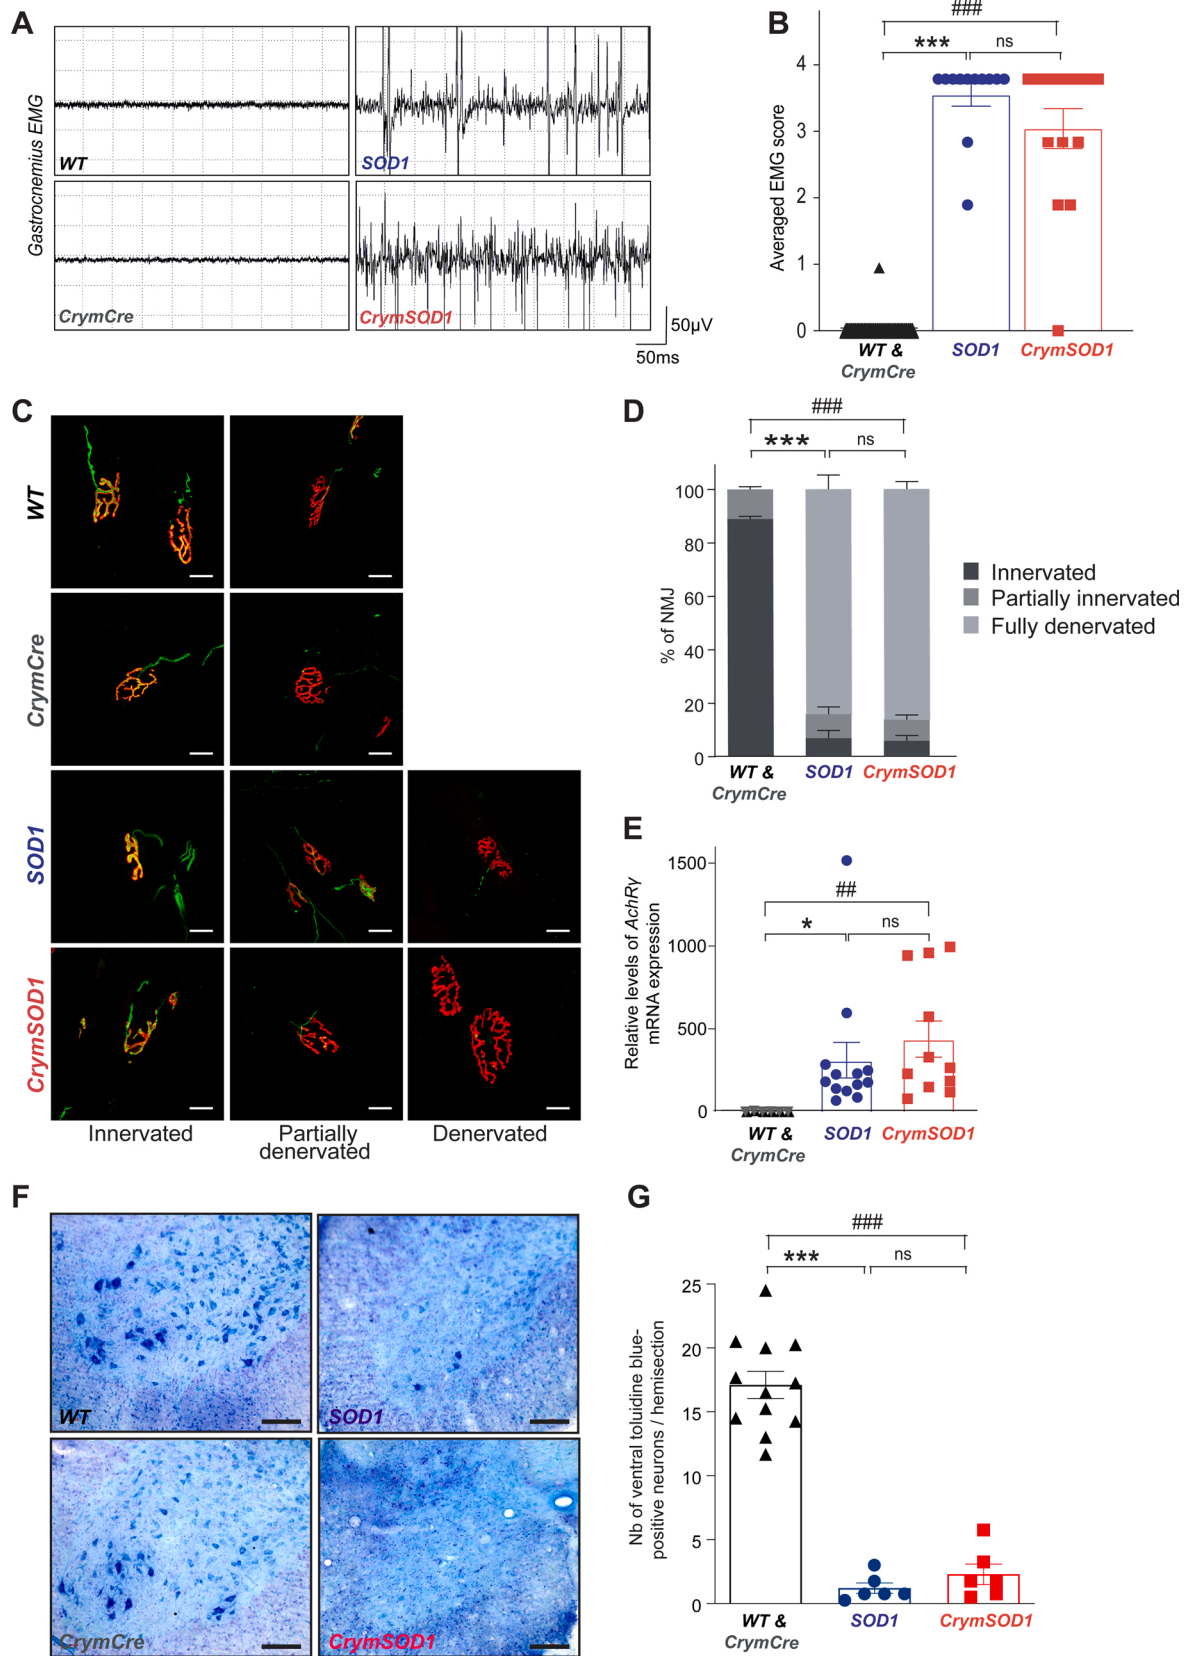 A
Gastrocnemius EMG
WT
SOD1
CrymCre
CrymSOD1
50µV
50ms
B
###
***
ns
Averaged EMG score
4
3
2
1
0
WT &
CrymCre
SOD1
CrymSOD1
C
WT
CrymCre
SOD1
CrymSOD1
Innervated
Partially
denervated
Denervated
D
###
***
ns
% of NMJ
100
80
60
40
20
0
WT &
CrymCre
SOD1
CrymSOD1
Innervated
Partially innervated
Fully denervated
E
Relative levels of AchRγ
mRNA expression
1500
1000
500
0
##
*
ns
WT &
CrymCre
SOD1
CrymSOD1
F
WT
SOD1
CrymCre
CrymSOD1
G
###
***
ns
Nb of ventral toluidine blue-
positive neurons / hemisection
25
20
15
10
5
0
WT &
CrymCre
SOD1
CrymSOD1